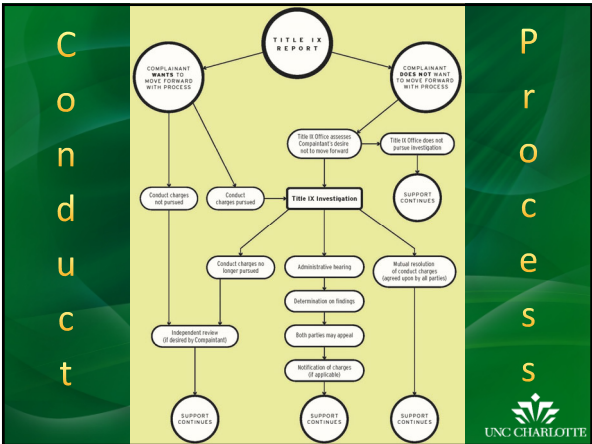 Conduct
Process
TITLE IX
REPORT
COMPLAINANT
WANTS TO
MOVE FORWARD
WITH PROCESS
COMPLAINANT
DOES NOT WANT
TO MOVE FORWARD
WITH PROCESS
Title IX Office assesses
Compaintant's desire
not to move forward
Title IX Office does not
pursue investigation
Conduct charges
not pursued
Conduct
charges pursued
Title IX Investigation
SUPPORT
CONTINUES
Conduct charges no
longer pursued
Administrative hearing
Mutual resolution
of conduct charges
(agreed upon by all parties)
Determination on findings
Independent review
(if desired by Compaintant)
Both parties may appeal
Notification of charges
(if applicable)
SUPPORT
CONTINUES
SUPPORT
CONTINUES
SUPPORT
CONTINUES
UNC CHARLOTTE